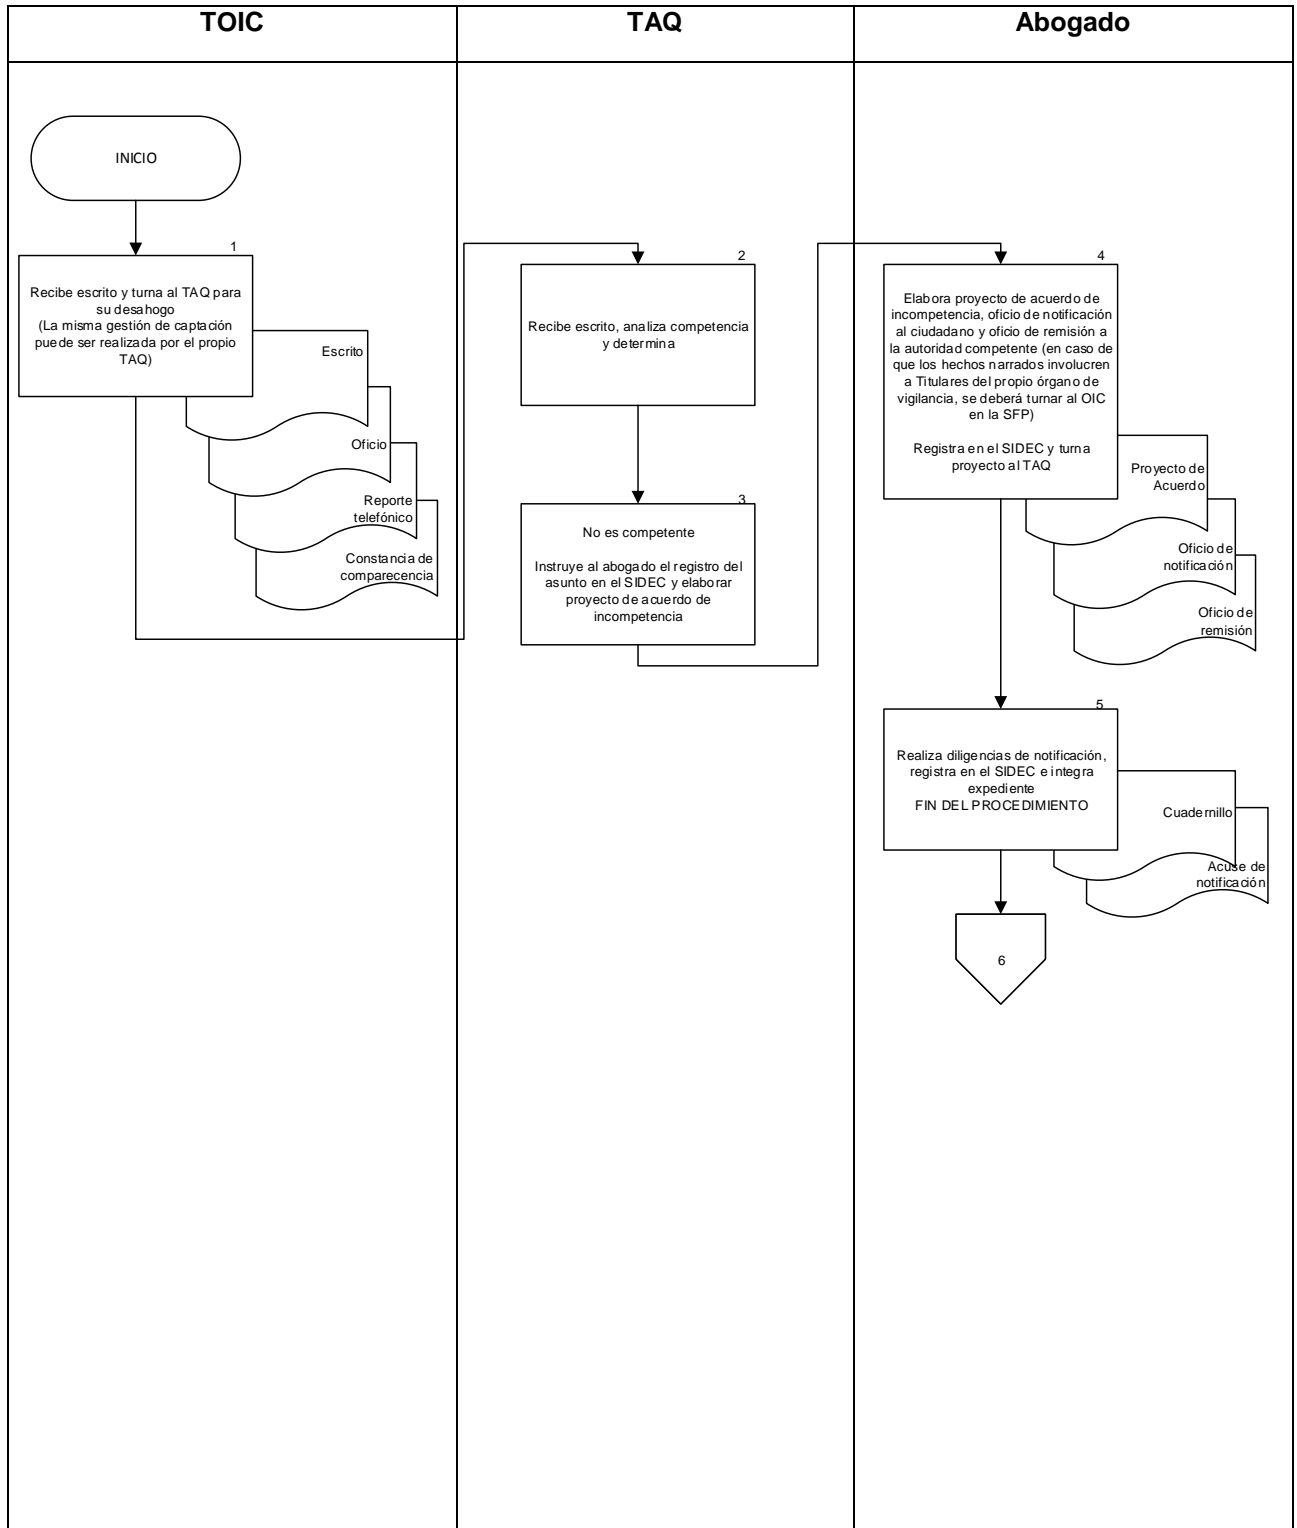 TOIC
TAQ
Abogado
INICIO
1
Recibe escrito y turna al TAQ para
su desahogo
(La misma gestión de captación
puede ser realizada por el propio
TAQ)
Escrito
Oficio
Reporte
telefónico
Constancia de
comparecencia
2
Recibe escrito, analiza competencia
y determina
3
No es competente
Instruye al abogado el registro del
asunto en el SIDEC y elaborar
proyecto de acuerdo de
incompetencia
4
Elabora proyecto de acuerdo de
incompetencia, oficio de notificación
al ciudadano y oficio de remisión a
la autoridad competente (en caso de
que los hechos narrados involucren
a Titulares del propio órgano de
vigilancia, se deberá turnar al OIC
en la SFP)
Registra en el SIDEC y turna
proyecto al TAQ
Proyecto de
Acuerdo
Oficio de
notificación
Oficio de
remisión
5
Realiza diligencias de notificación,
registra en el SIDEC e integra
expediente
FIN DEL PROCEDIMIENTO
Cuadernillo
Acuse de
notificación
6